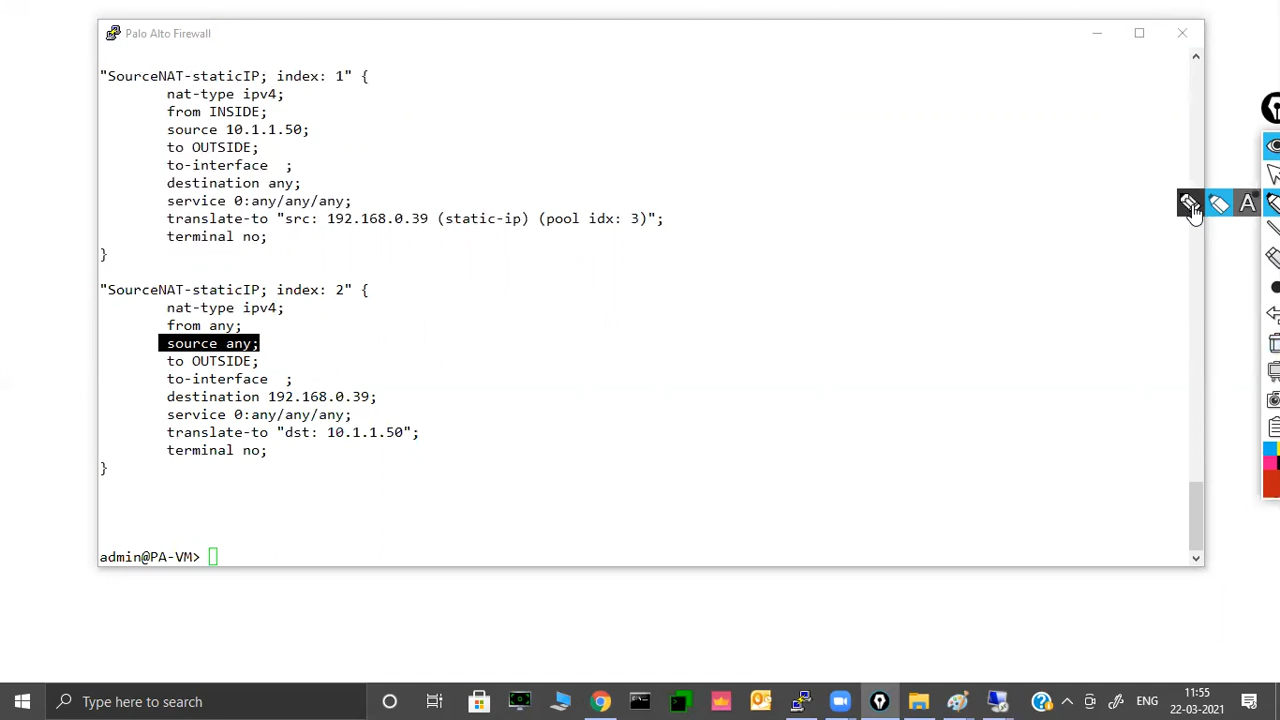 Palo Alto Firewall
"SourceNAT-staticIP; index: 1" {
nat-type ipv4;
from INSIDE;
source 10.1.1.50;
to OUTSIDE;
to-interface  ;
destination any;
service 0:any/any/any;
translate-to "src: 192.168.0.39 (static-ip) (pool idx: 3)";
terminal no;
}
"SourceNAT-staticIP; index: 2" {
nat-type ipv4;
from any;
source any;
to OUTSIDE;
to-interface  ;
destination 192.168.0.39;
service 0:any/any/any;
translate-to "dst: 10.1.1.50";
terminal no;
}
admin@PA-VM>
A
Type here to search
ENG
11:55
22-03-2021